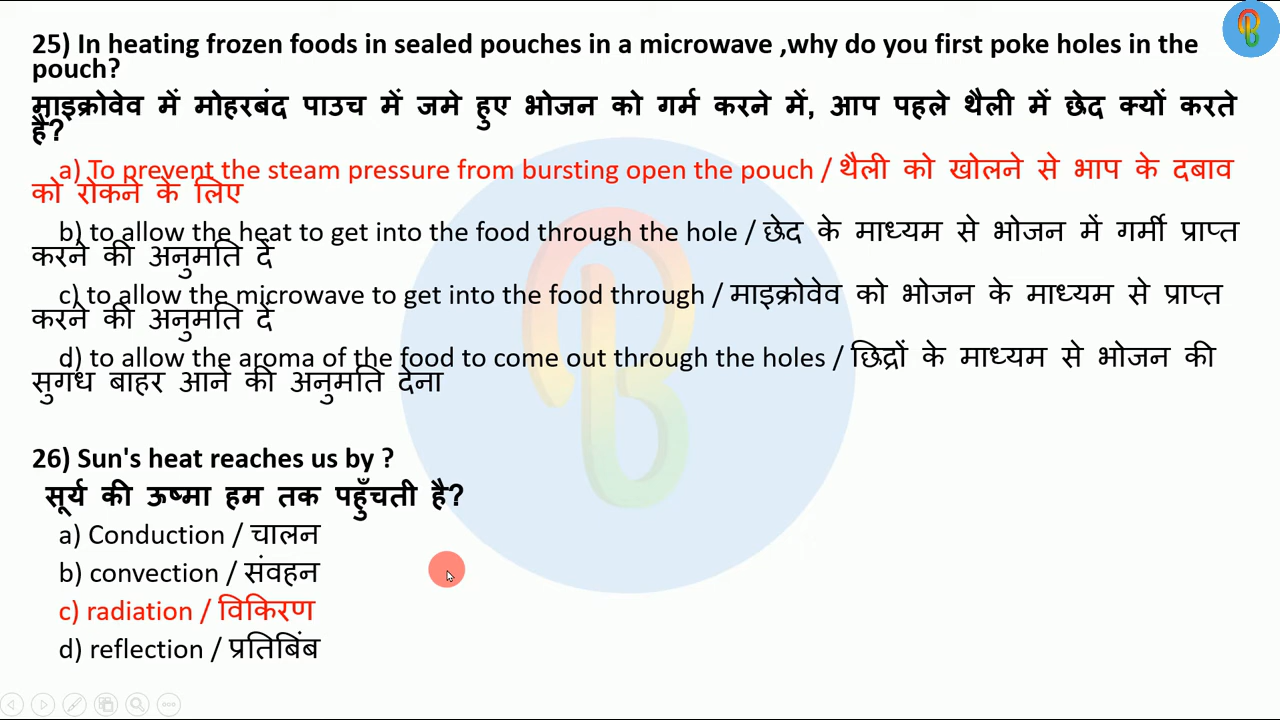 25) In heating frozen foods in sealed pouches in a microwave ,why do you first poke holes in the
pouch?
माइक्रोवेव में मोहरबंद पाउच में जमे हुए भोजन को गर्म करने में, आप पहले थैली में छेद क्यों करते
हैं?
a) To prevent the steam pressure from bursting open the pouch / थैली को खोलने से भाप के दबाव
को रोकने के लिए
b) to allow the heat to get into the food through the hole / छेद के माध्यम से भोजन में गर्मी प्राप्त
करने की अनुमति दें
c) to allow the microwave to get into the food through / माइक्रोवेव को भोजन के माध्यम से प्राप्त
करने की अनुमति दें
d) to allow the aroma of the food to come out through the holes / छिद्रों के माध्यम से भोजन की
सुगंध बाहर आने की अनुमति देना
26) Sun's heat reaches us by ?
सूर्य की ऊष्मा हम तक पहुँचती है?
a) Conduction / चालन
b) convection / संवहन
c) radiation / विकिरण
d) reflection / प्रतिबिंब